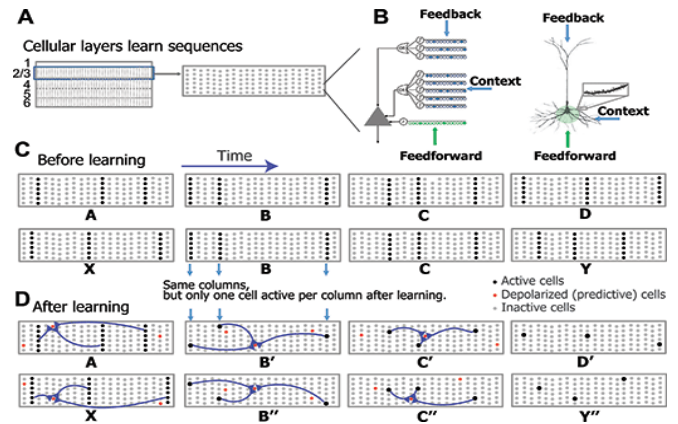 A
Cellular layers learn sequences
1
2/3
4
5
6
B
Feedback
Feedback
Context
Context
Feedforward
Feedforward
C
Before learning
Time
A
B
C
D
X
B
C
Y
Same columns,
but only one cell active per column after learning.
Active cells
Depolarized (predictive) cells
Inactive cells
D
After learning
A
B′
C′
D′
X
B′′
C′′
Y′′